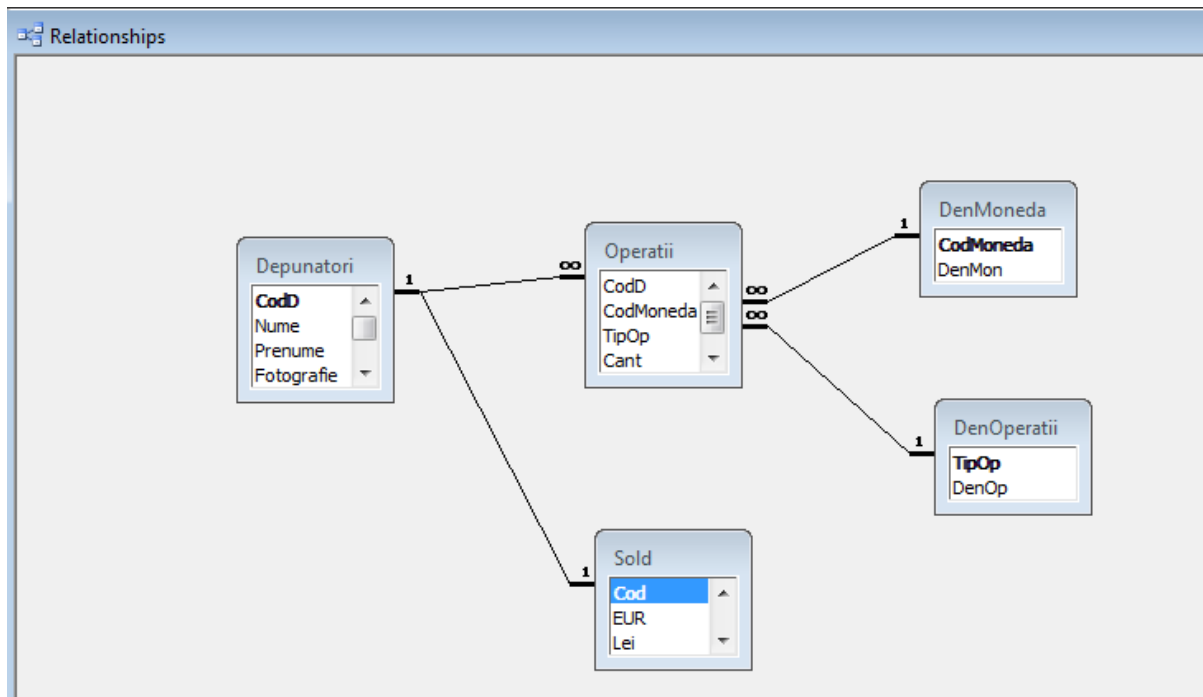 Relationships
Depunatori
CodD
Nume
Prenume
Fotografie
1
∞
Operatii
CodD
CodMoneda
TipOp
Cant
∞
∞
1
DenMoneda
CodMoneda
DenMon
1
DenOperatii
TipOp
DenOp
1
Sold
Cod
EUR
Lei